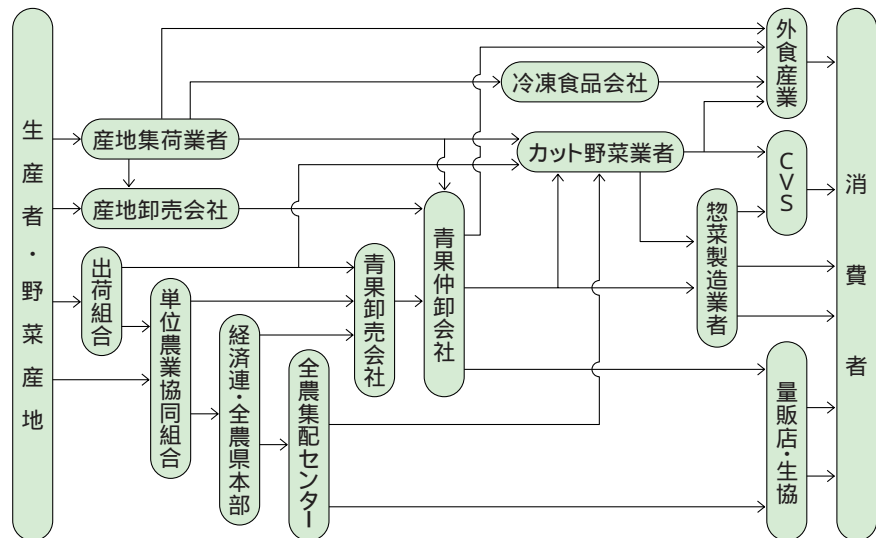 生産者・野菜産地
産地集荷業者
産地卸売会社
出荷組合
単位農業協同組合
経済連・全農県本部
全農集配センター
青果卸売会社
青果仲卸会社
冷凍食品会社
カット野菜業者
惣菜製造業者
外食産業
CVS
量販店・生協
消費者